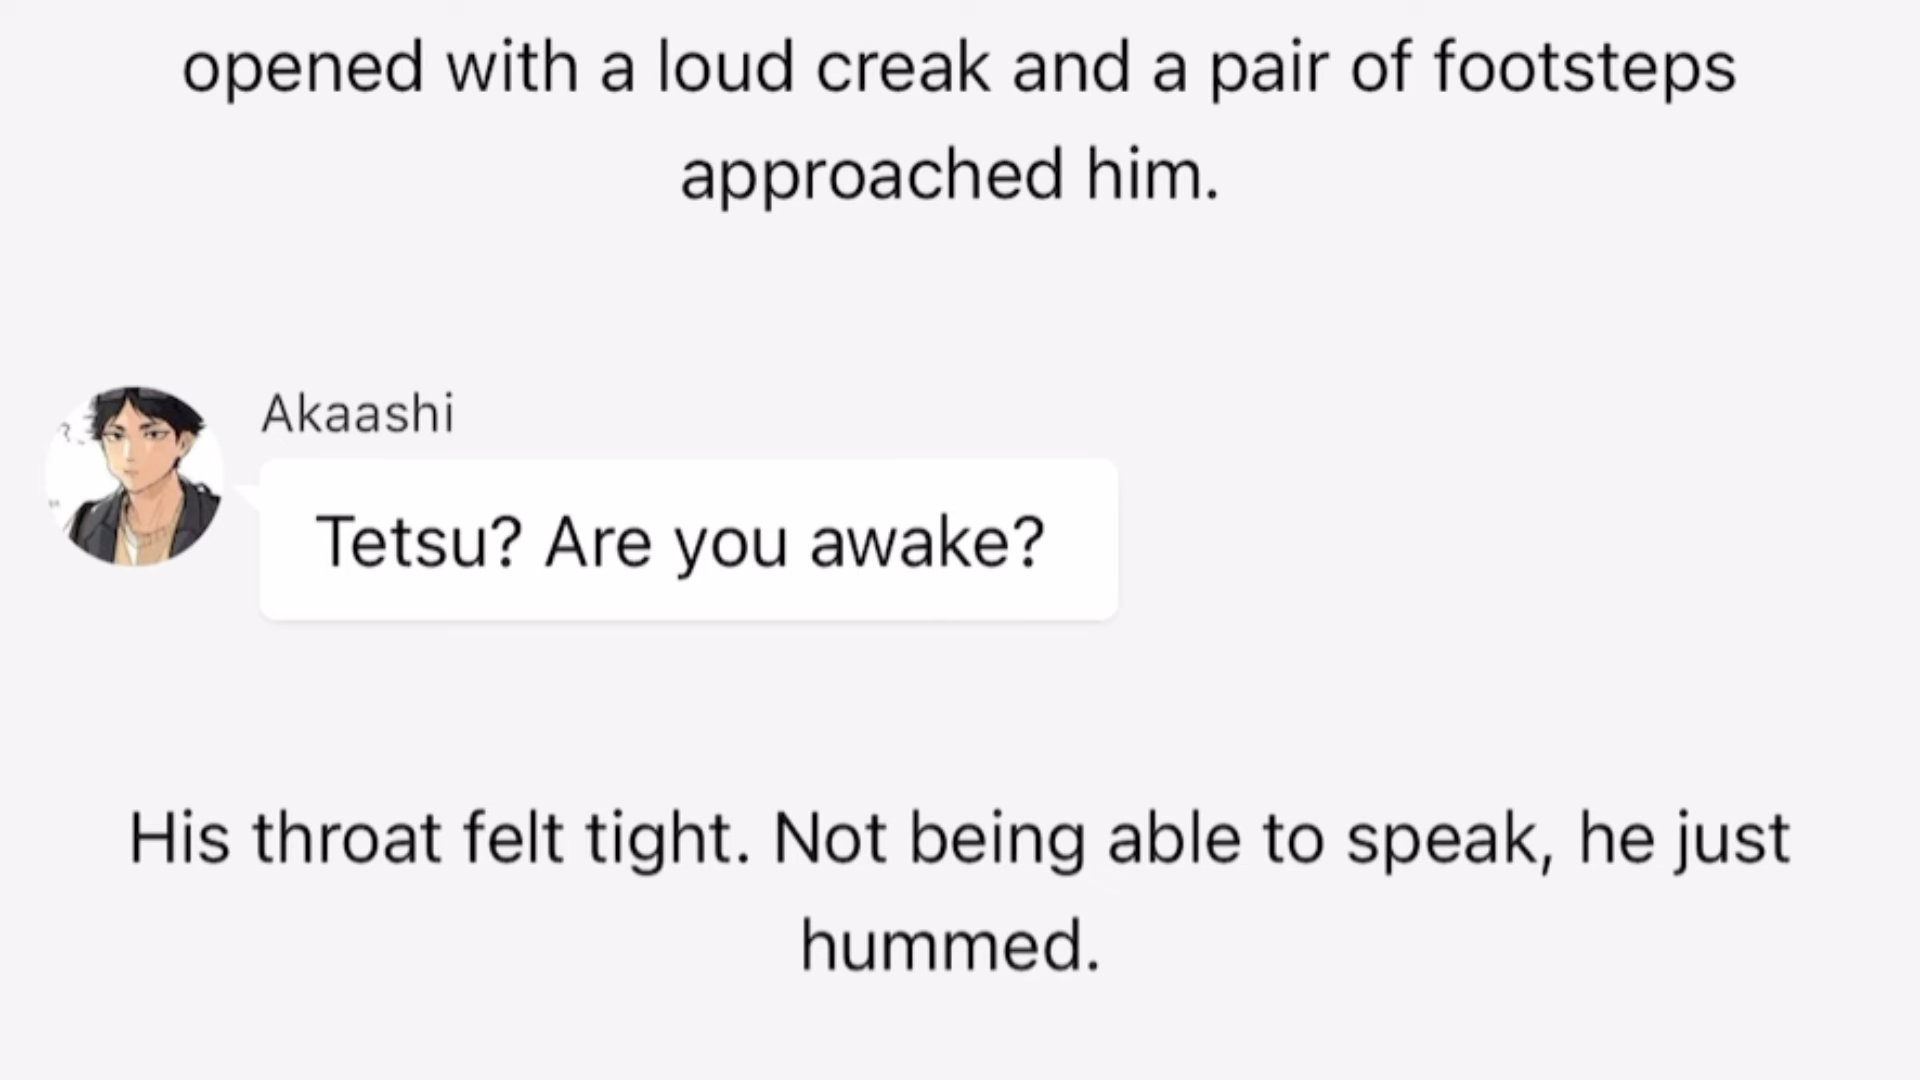 opened with a loud creak and a pair of footsteps
approached him.
Akaashi
Tetsu? Are you awake?
His throat felt tight. Not being able to speak, he just
hummed.